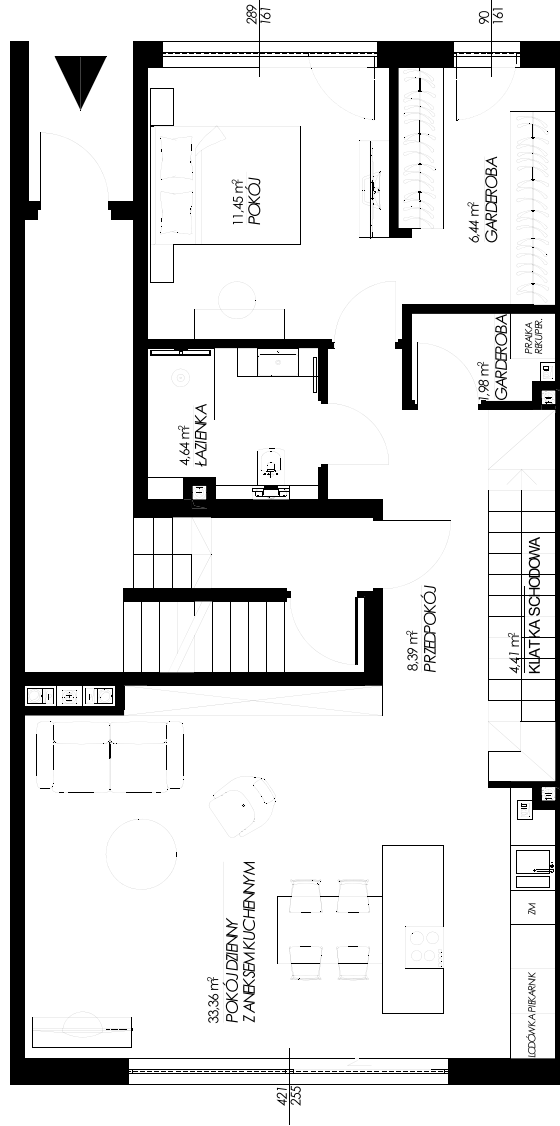 289
161
90
161
11,45 m²
POKÓJ
6,44 m²
GARDEROBA
1,98 m²
GARDEROBA
PRALKA
REKUPER.
4,64 m²
ŁAZIENKA
8,39 m²
PRZEDPOKÓJ
4,41 m²
KLATKA SCHODOWA
33,36 m²
POKÓJ DZIENNY
Z ANEKSEM KUCHENNYM
ZM
LODÓWKA PIEKARNIK
421
255